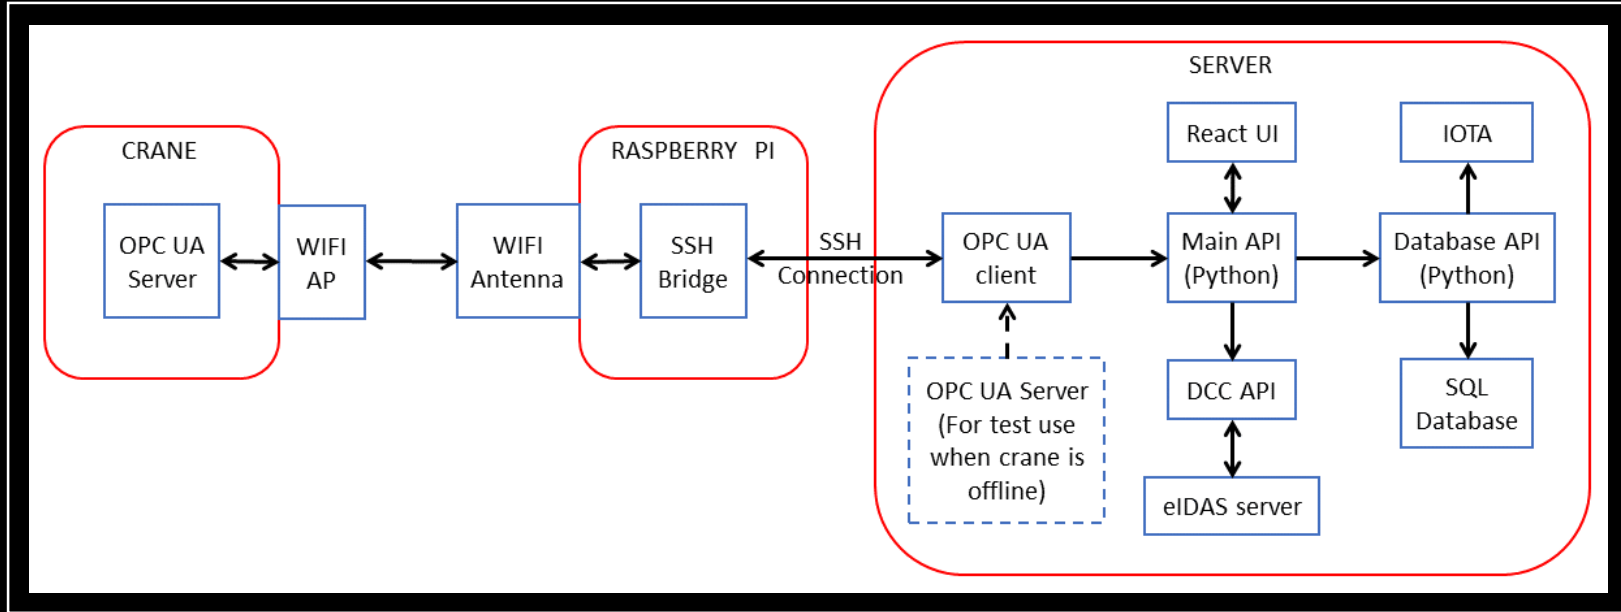 SERVER
CRANE
RASPBERRY PI
React UI
IOTA
OPC UA
Server
WIFI
AP
WIFI
Antenna
SSH
Bridge
SSH
Connection
OPC UA
client
Main API
(Python)
Database API
(Python)
OPC UA Server
(For test use
when crane is
offline)
DCC API
SQL
Database
eIDAS server